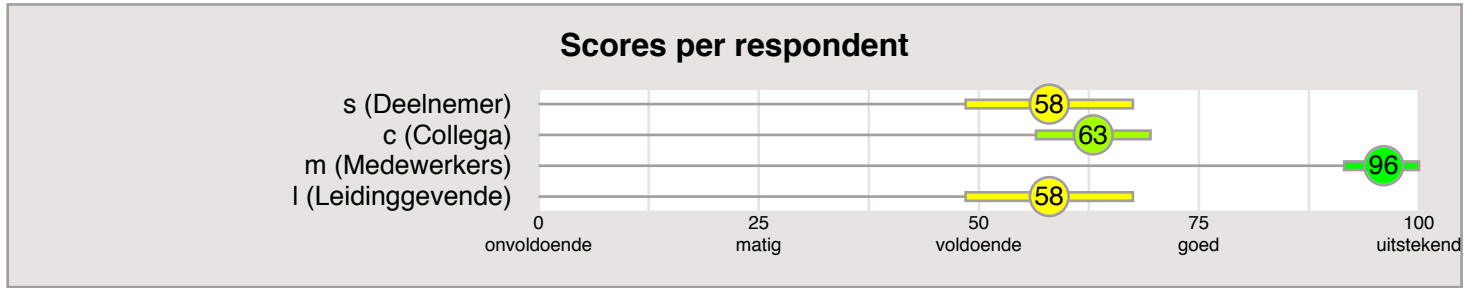 Scores per respondent
s (Deelnemer) 58
c (Collega) 63
m (Medewerkers) 96
l (Leidinggevende) 58
0 25 50 75 100
onvoldoende matig voldoende goed uitstekend